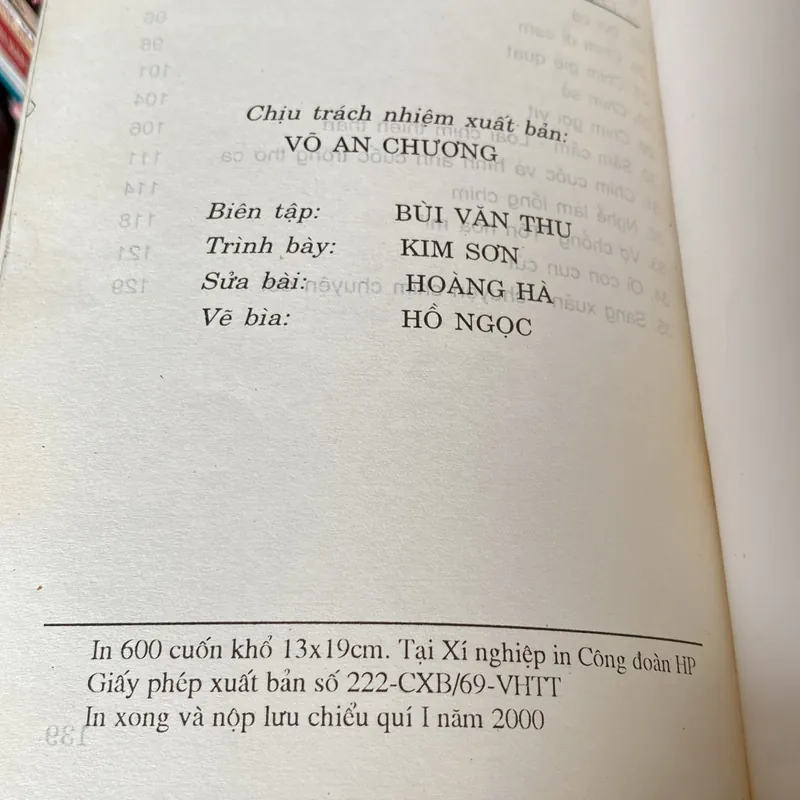 Chịu trách nhiệm xuất bản:
VÕ AN CHƯƠNG
Biên tập: BÙI VĂN THU
Trình bày: KIM SƠN
Sửa bài: HOÀNG HÀ
Vẽ bìa: HỒ NGỌC
In 600 cuốn khổ 13x19cm. Tại Xí nghiệp in Công đoàn HP
Giấy phép xuất bản số 222-CXB/69-VHTT
In xong và nộp lưu chiểu quí I năm 2000